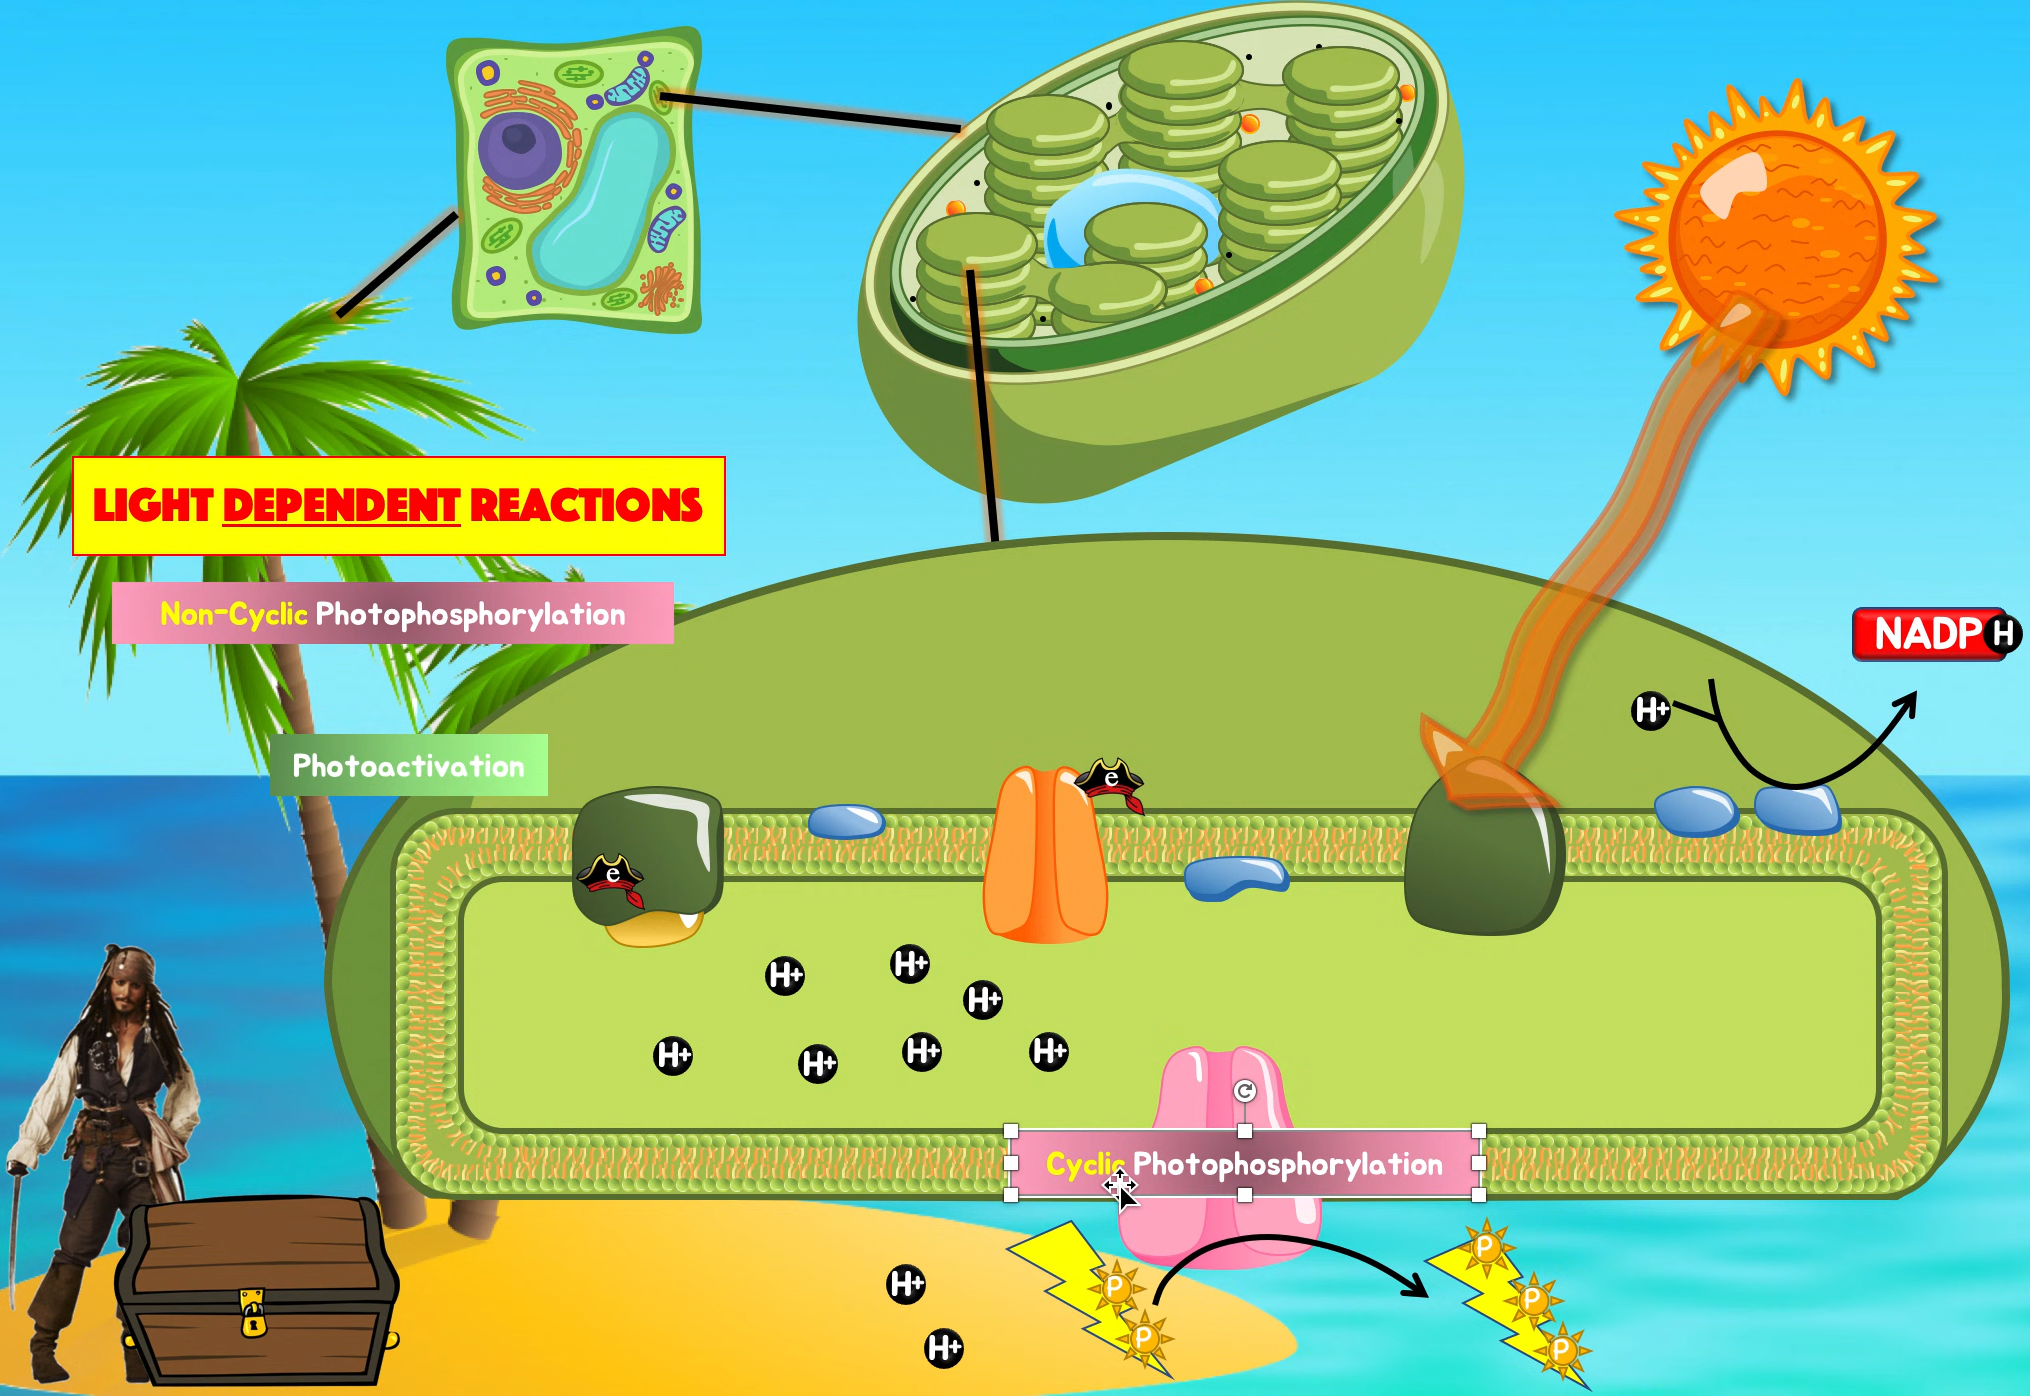 LIGHT DEPENDENT REACTIONS
Non-Cyclic Photophosphorylation
NADP H
H+
Photoactivation
e
e
H+
H+
H+
H+
H+
H+
H+
Cyclic Photophosphorylation
P
P
P
P
P
H+
H+